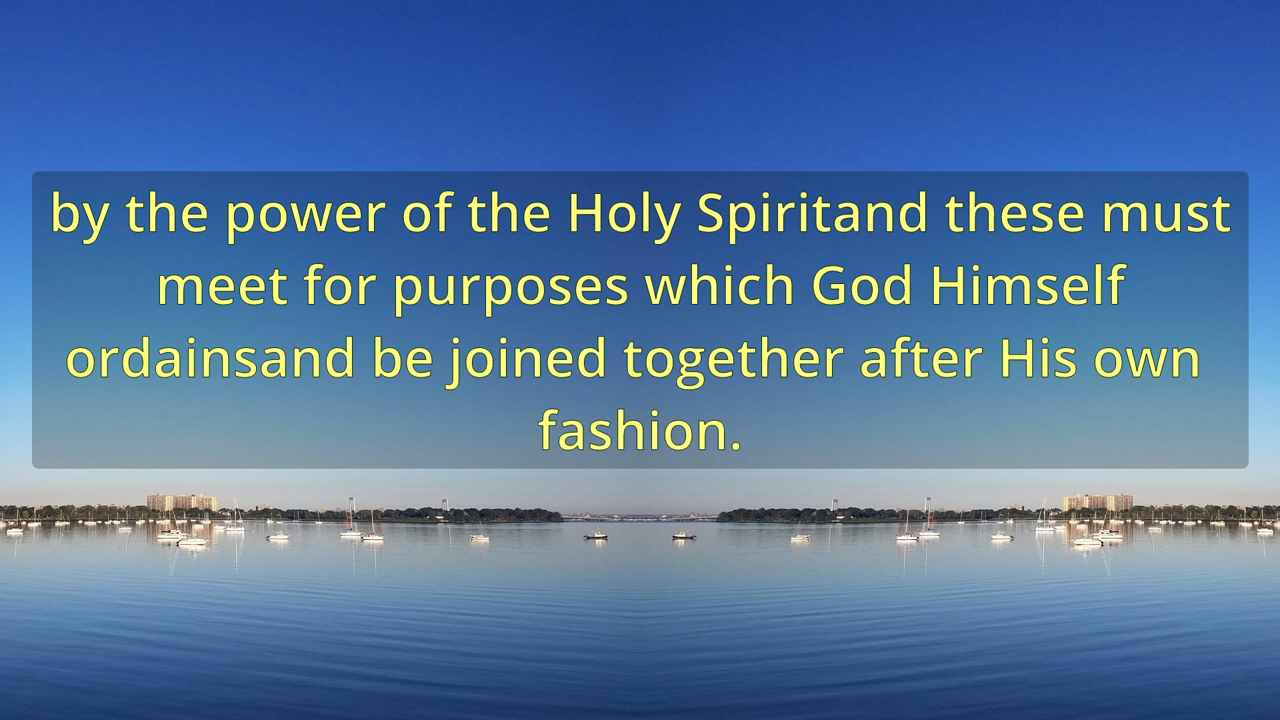 by the power of the Holy Spiritand these must
meet for purposes which God Himself
ordainsand be joined together after His own
fashion.